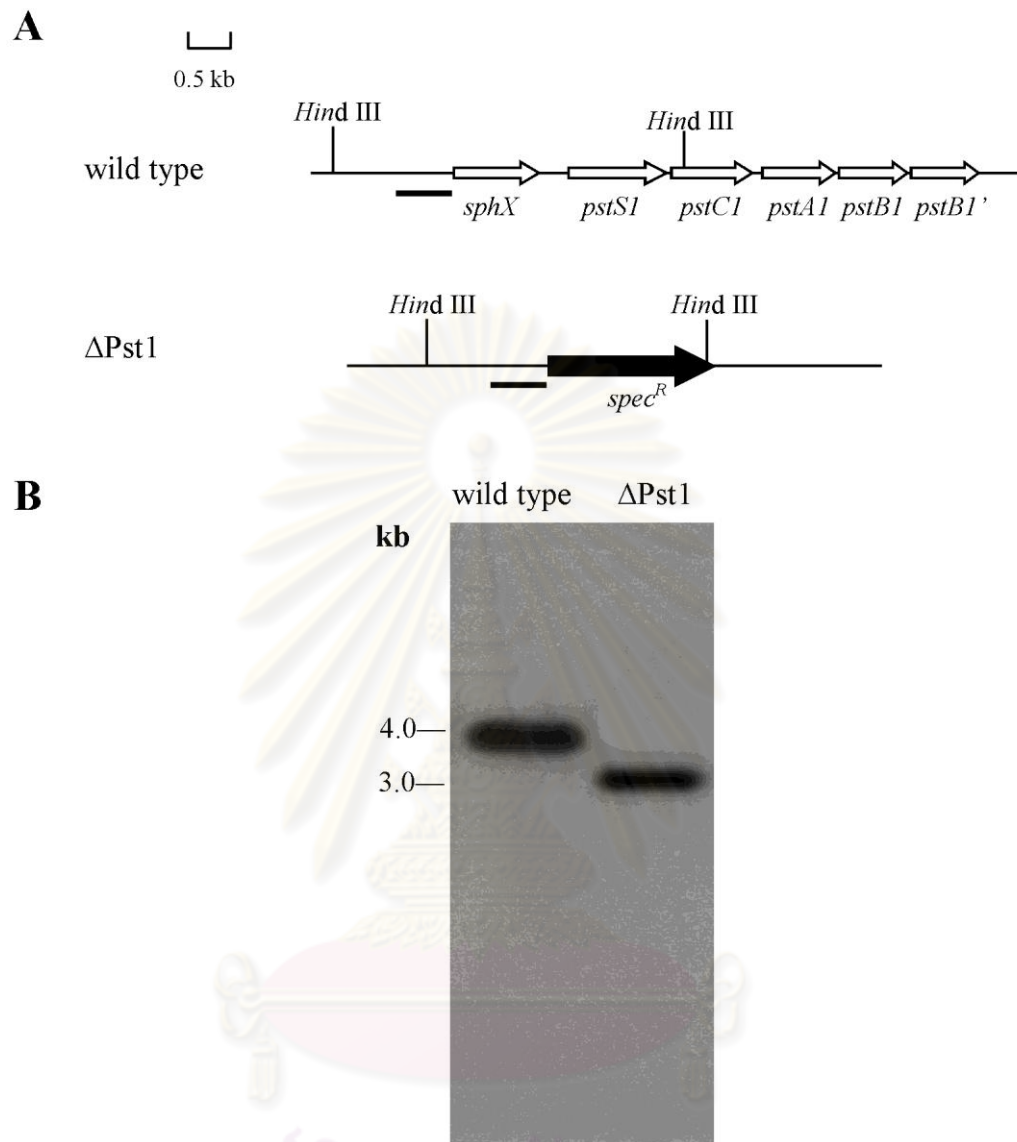 A
0.5 kb
Hind III
Hind III
wild type
sphX pstS1 pstC1 pstA1 pstB1 pstB1'
Hind III
Hind III
ΔPst1
spec^R
B
wild type ΔPst1
kb
4.0—
3.0—